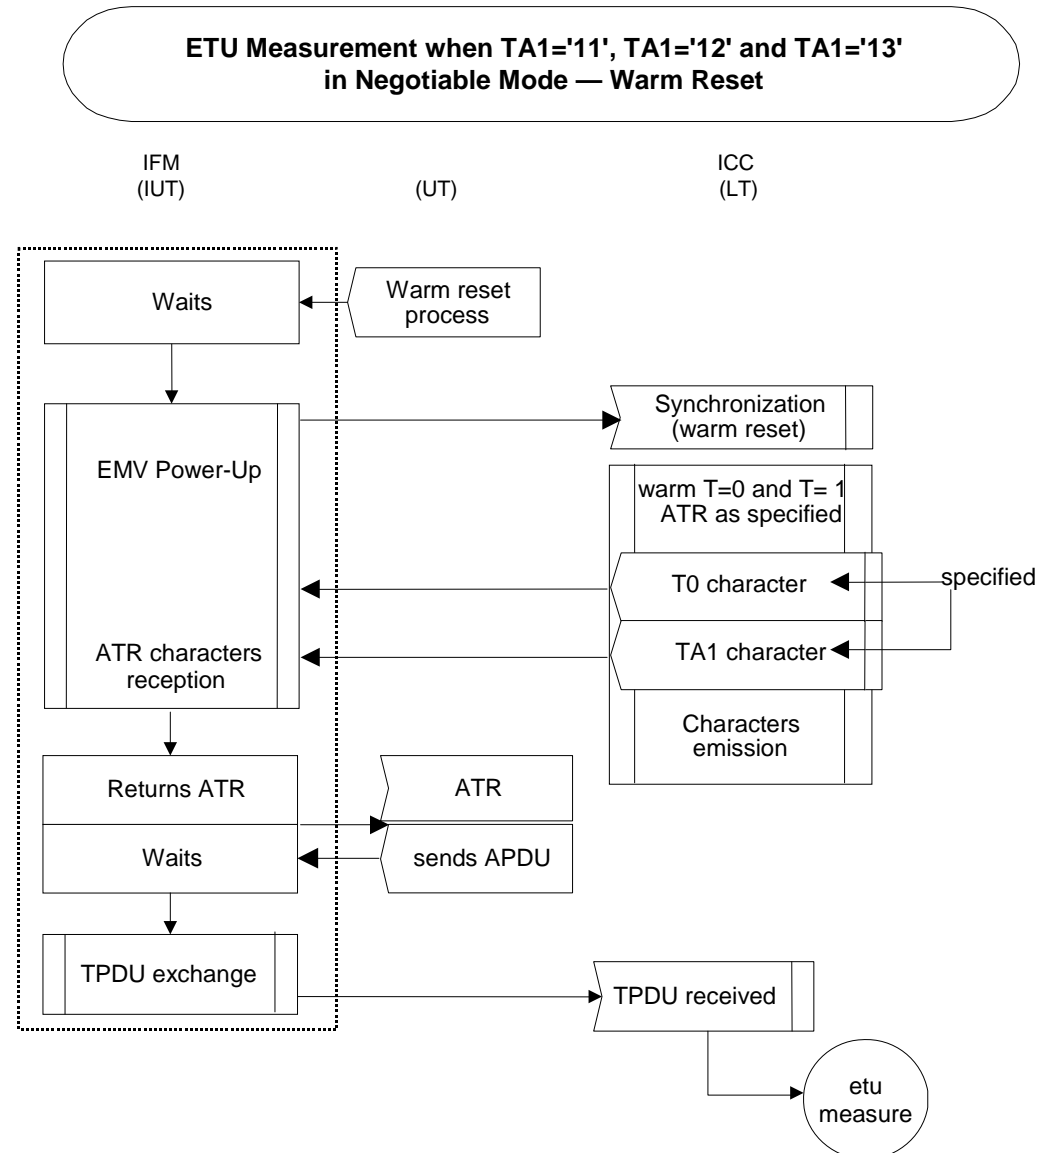 ETU Measurement when TA1='11', TA1='12' and TA1='13'
in Negotiable Mode — Warm Reset
IFM
(IUT)
(UT)
ICC
(LT)
Waits
Warm reset
process
Synchronization
(warm reset)
EMV Power-Up
warm T=0 and T= 1
ATR as specified
T0 character
specified
ATR characters
reception
TA1 character
Characters
emission
Returns ATR
ATR
Waits
sends APDU
TPDU exchange
TPDU received
etu
measure